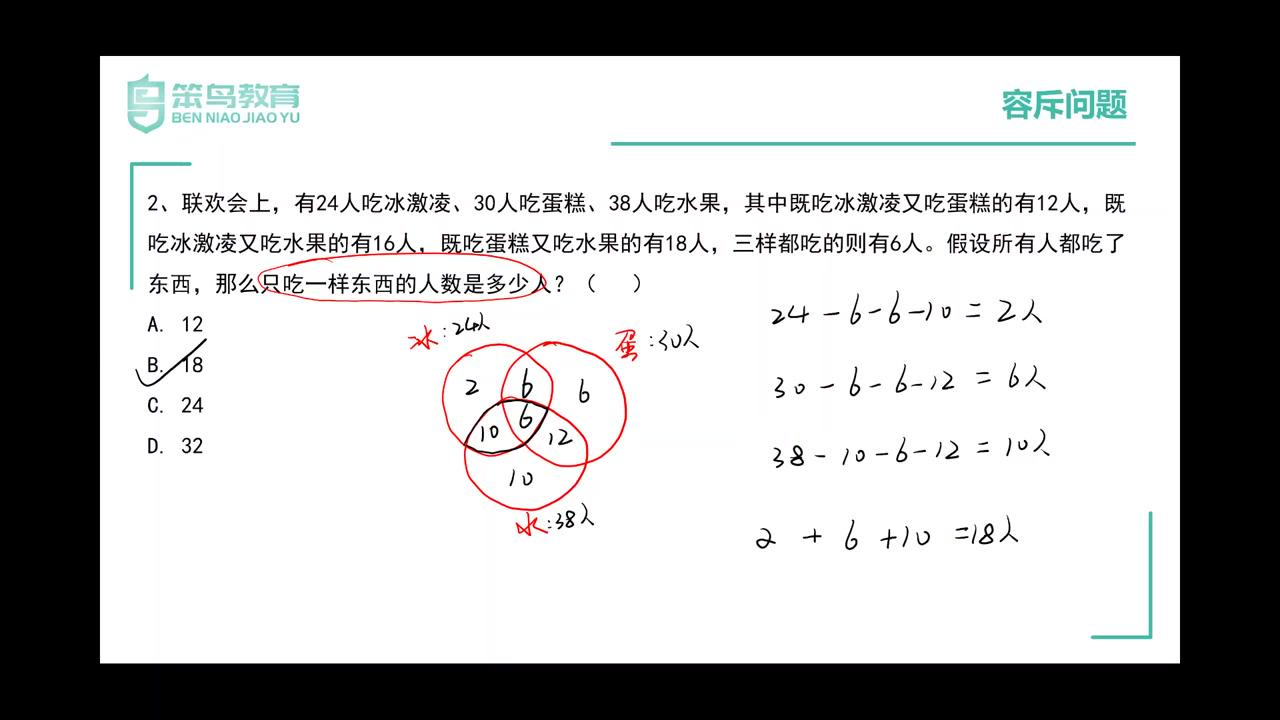 笨鸟教育
BEN NIAO JIAO YU
容斥问题
2、联欢会上，有24人吃冰激凌、30人吃蛋糕、38人吃水果，其中既吃冰激凌又吃蛋糕的有12人，既
吃冰激凌又吃水果的有16人，既吃蛋糕又吃水果的有18人，三样都吃的则有6人。假设所有人都吃了
东西，那么只吃一样东西的人数是多少人？（ ）
A. 12
B. 18
C. 24
D. 32
冰:24人
蛋:30人
2 6 6
6
10 12
10
水:38人
24-6-6-10=2人
30-6-6-12=6人
38-10-6-12=10人
2+6+10=18人